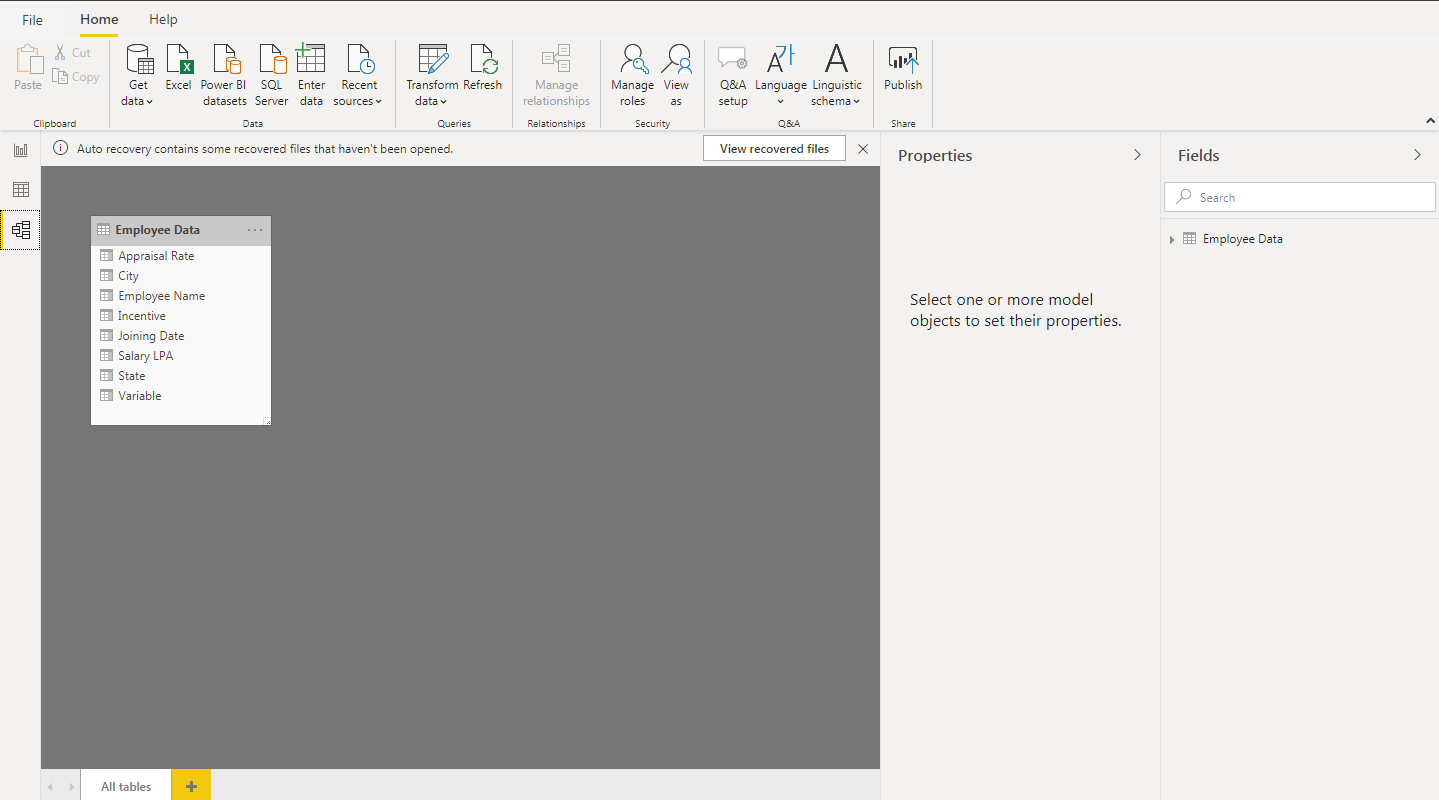 File
Home
Help
Paste
Cut
Copy
Clipboard
Get
data
Excel
Power BI
datasets
SQL
Server
Enter
data
Recent
sources
Data
Transform
data
Refresh
Queries
Manage
relationships
Relationships
Manage
roles
View
as
Security
Q&A
setup
Language
Linguistic
schema
Q&A
Publish
Share
Auto recovery contains some recovered files that haven't been opened.
View recovered files
Employee Data
Appraisal Rate
City
Employee Name
Incentive
Joining Date
Salary LPA
State
Variable
Properties
Select one or more model
objects to set their properties.
Fields
Search
Employee Data
All tables